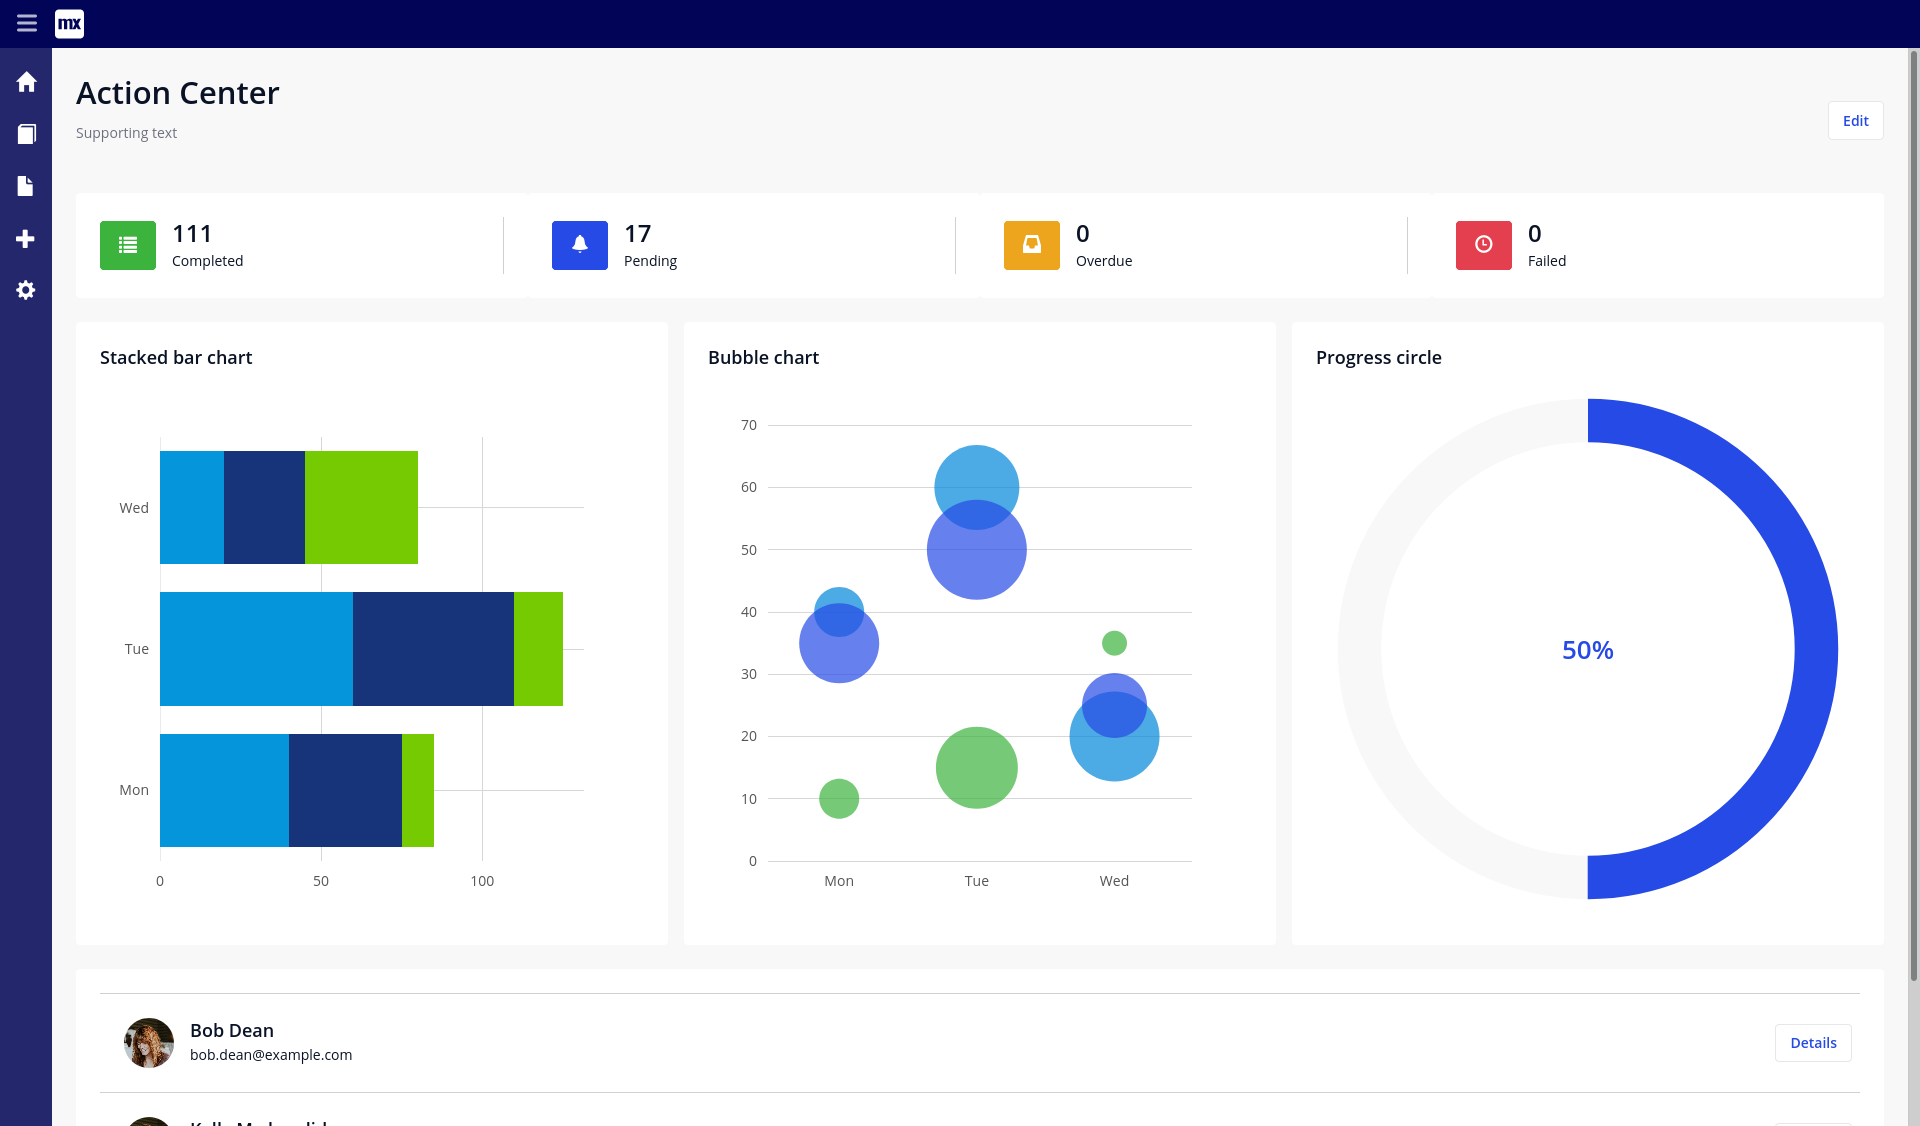 mx
Action Center
Supporting text
Edit
111
Completed
17
Pending
0
Overdue
0
Failed
Stacked bar chart
Wed
Tue
Mon
0 50 100
Bubble chart
70
60
50
40
30
20
10
0
Mon Tue Wed
Progress circle
50%
Bob Dean
bob.dean@example.com
Details